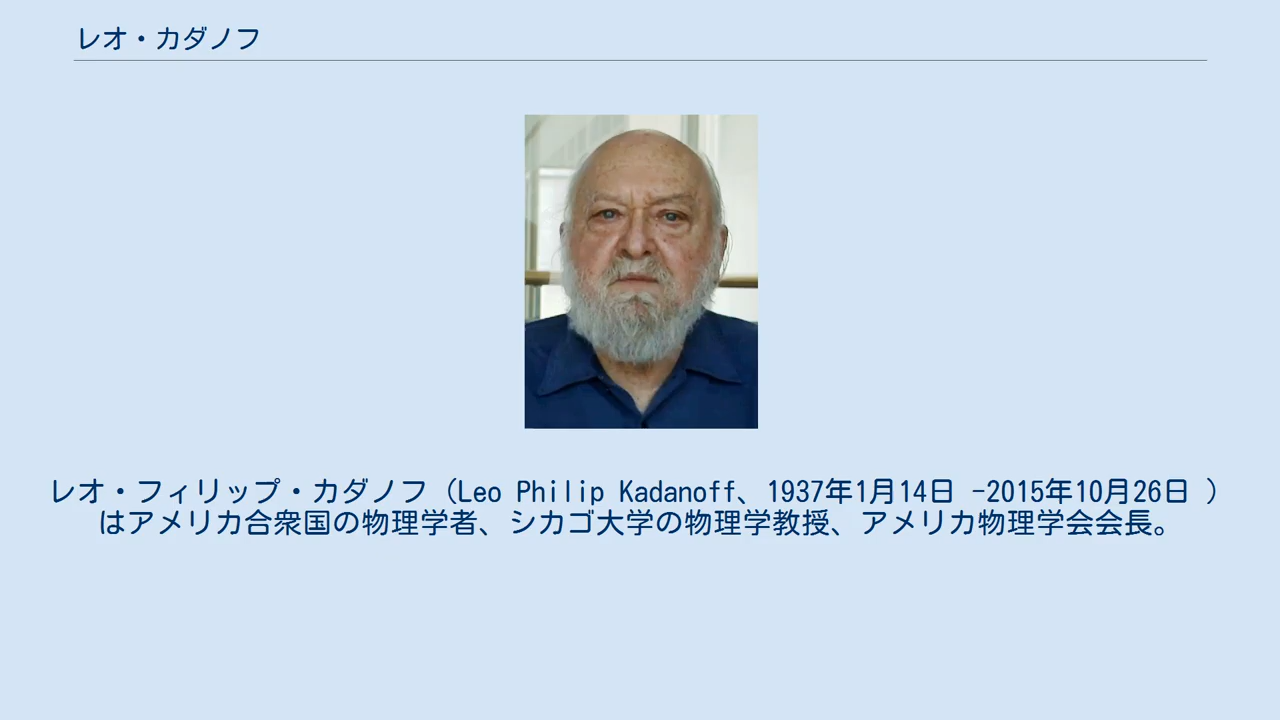 レオ・カダノフ
レオ・フィリップ・カダノフ（Leo Philip Kadanoff、1937年1月14日 -2015年10月26日 ）
はアメリカ合衆国の物理学者、シカゴ大学の物理学教授、アメリカ物理学会会長。